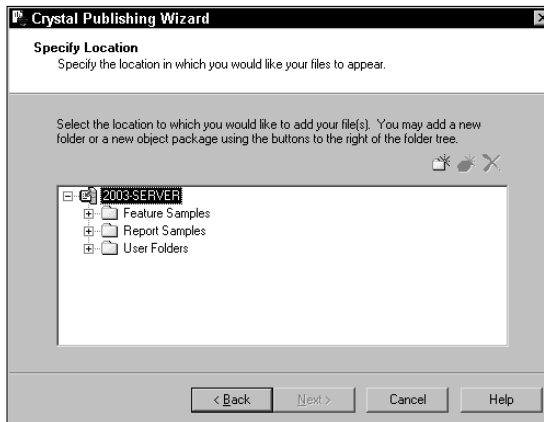 Crystal Publishing Wizard
Specify Location
Specify the location in which you would like your files to appear.
Select the location to which you would like to add your file(s). You may add a new
folder or a new object package using the buttons to the right of the folder tree.
2003-SERVER
Feature Samples
Report Samples
User Folders
< Back
Next >
Cancel
Help